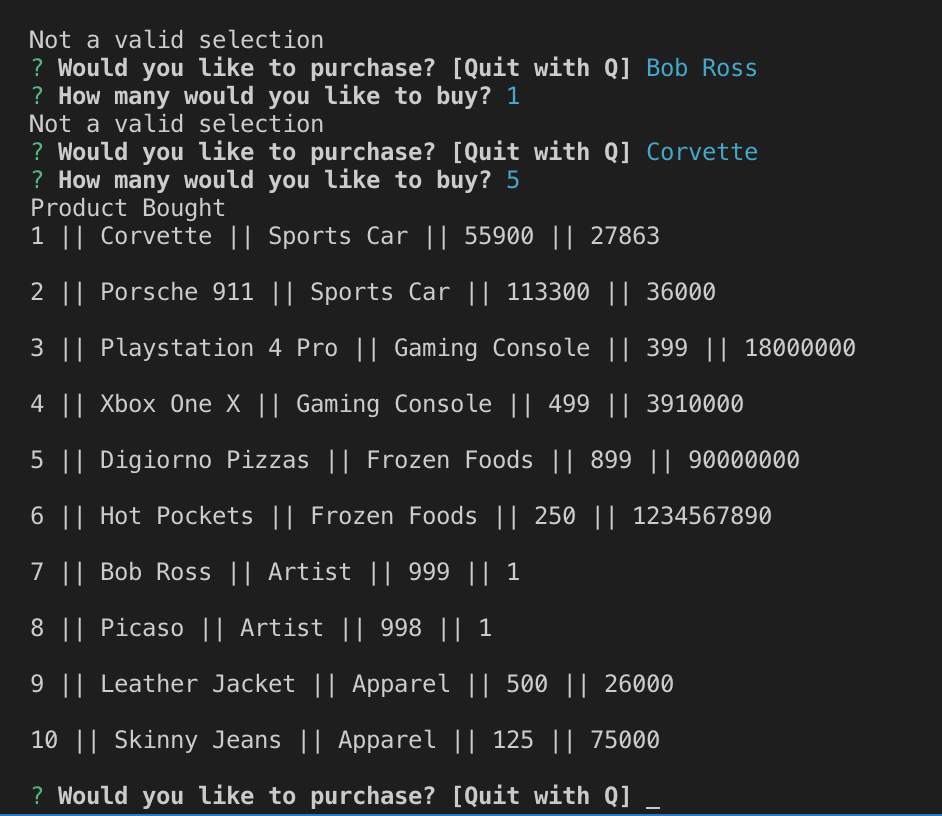 Not a valid selection
? Would you like to purchase? [Quit with Q] Bob Ross
? How many would you like to buy? 1
Not a valid selection
? Would you like to purchase? [Quit with Q] Corvette
? How many would you like to buy? 5
Product Bought
1 || Corvette || Sports Car || 55900 || 27863
2 || Porsche 911 || Sports Car || 113300 || 36000
3 || Playstation 4 Pro || Gaming Console || 399 || 18000000
4 || Xbox One X || Gaming Console || 499 || 3910000
5 || Digiorno Pizzas || Frozen Foods || 899 || 90000000
6 || Hot Pockets || Frozen Foods || 250 || 1234567890
7 || Bob Ross || Artist || 999 || 1
8 || Picaso || Artist || 998 || 1
9 || Leather Jacket || Apparel || 500 || 26000
10 || Skinny Jeans || Apparel || 125 || 75000
? Would you like to purchase? [Quit with Q] _